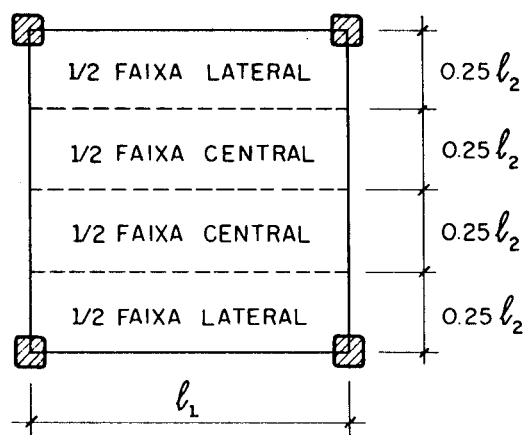 1/2 FAIXA LATERAL 0.25 ℓ₂
1/2 FAIXA CENTRAL 0.25 ℓ₂
1/2 FAIXA CENTRAL 0.25 ℓ₂
1/2 FAIXA LATERAL 0.25 ℓ₂
ℓ₁